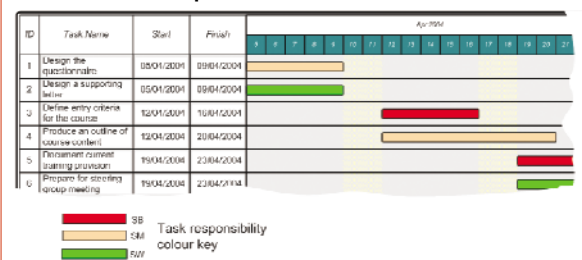 Apr 2004
ID Task Name Start Finish
5 6 7 8 9 10 11 12 13 14 15 16 17 18 19 20 21
1 Design the questionnaire 05/04/2004 09/04/2004
2 Design a supporting letter 05/04/2004 09/04/2004
3 Define entry criteria for the course 12/04/2004 16/04/2004
4 Produce an outline of course content 12/04/2004 20/04/2004
5 Document current training provision 19/04/2004 23/04/2004
6 Prepare for steering group meeting 19/04/2004 23/04/2004
SB
SM
SW
Task responsibility
colour key